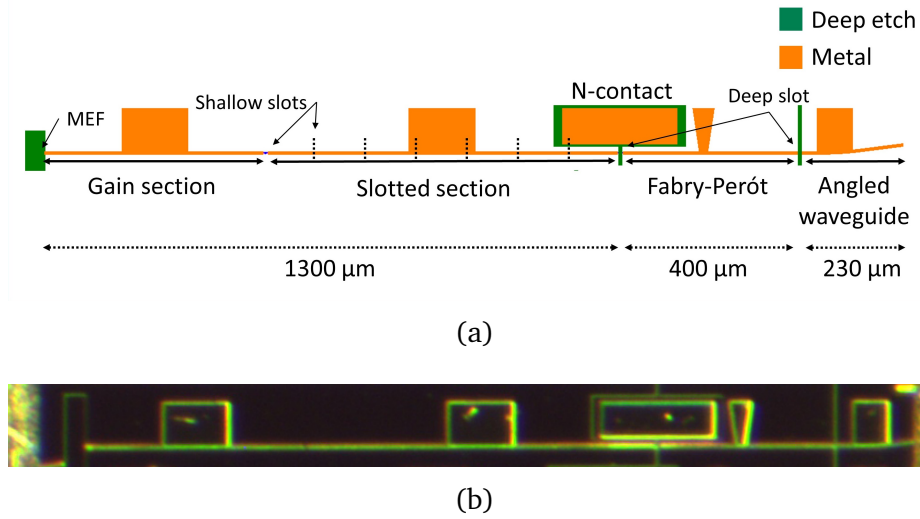 Deep etch
Metal
N-contact
Shallow slots
Deep slot
MEF
Gain section
Slotted section
Fabry-Perót
Angled
waveguide
1300 µm
400 µm
230 µm
(a)
(b)